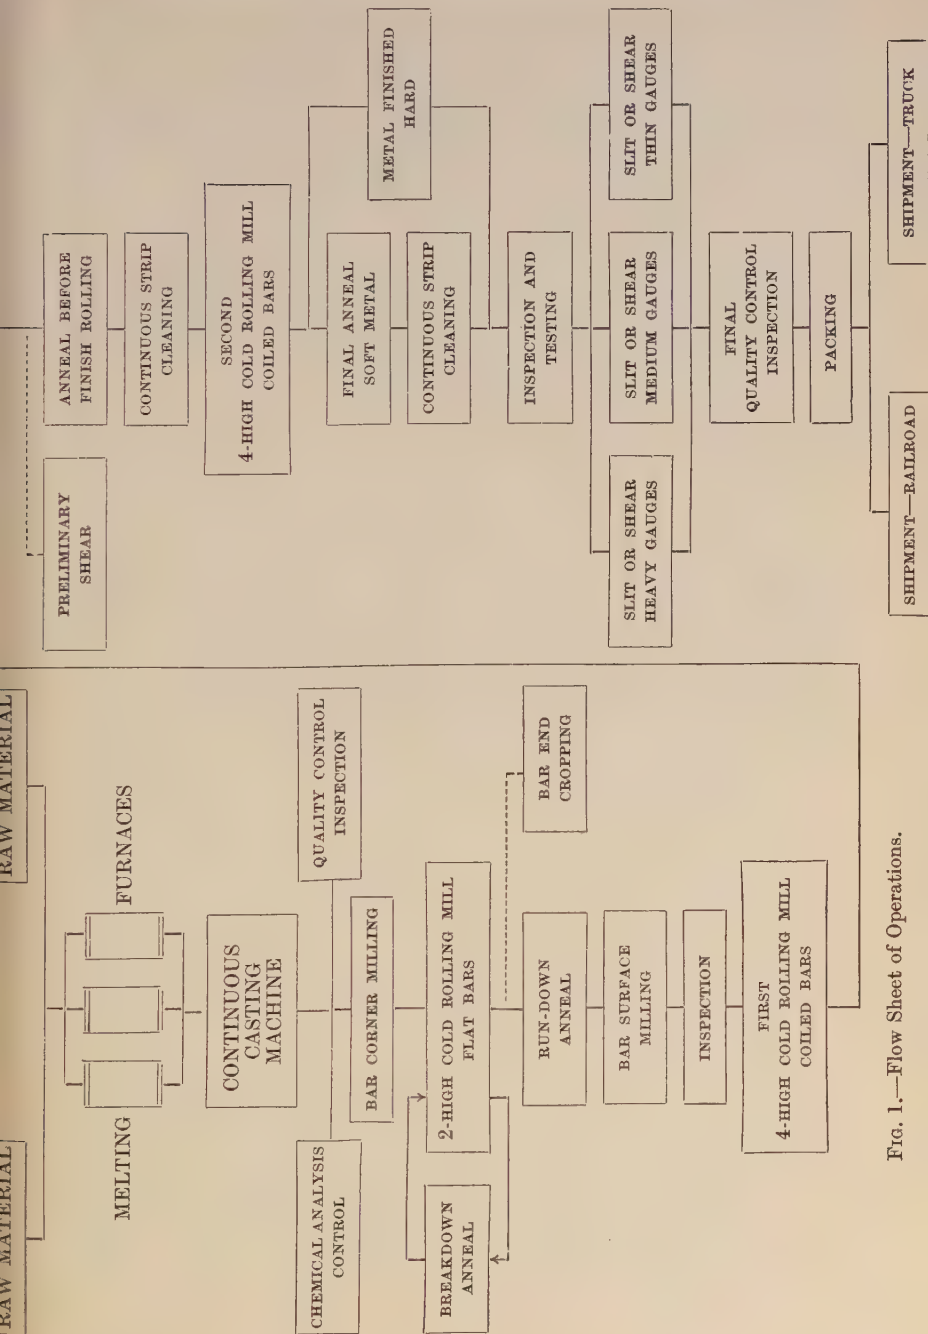 RAW MATERIAL
RAW MATERIAL
MELTING
FURNACES
CONTINUOUS
CASTING
MACHINE
CHEMICAL ANALYSIS
CONTROL
QUALITY CONTROL
INSPECTION
BAR CORNER MILLING
BREAKDOWN
ANNEAL
2-HIGH COLD ROLLING MILL
FLAT BARS
BAR END
CROPPING
RUN-DOWN
ANNEAL
BAR SURFACE
MILLING
INSPECTION
FIRST
4-HIGH COLD ROLLING MILL
COILED BARS
PRELIMINARY
SHEAR
ANNEAL BEFORE
FINISH ROLLING
CONTINUOUS STRIP
CLEANING
SECOND
4-HIGH COLD ROLLING MILL
COILED BARS
FINAL ANNEAL
SOFT METAL
METAL FINISHED
HARD
CONTINUOUS STRIP
CLEANING
INSPECTION AND
TESTING
SLIT OR SHEAR
HEAVY GAUGES
SLIT OR SHEAR
MEDIUM GAUGES
SLIT OR SHEAR
THIN GAUGES
FINAL
QUALITY CONTROL
INSPECTION
PACKING
SHIPMENT—RAILROAD
SHIPMENT—TRUCK
FIG. 1.—Flow Sheet of Operations.